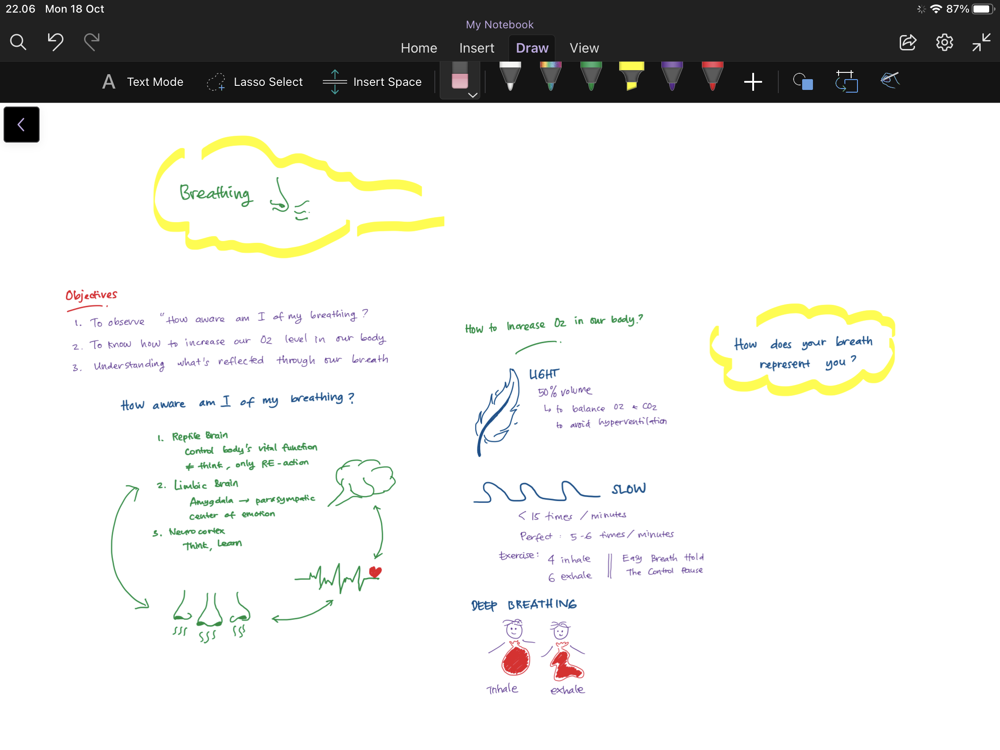 22.06 Mon 18 Oct
87%
My Notebook
Home Insert Draw View
Text Mode Lasso Select Insert Space
Breathing
Objectives
1. To observe "How aware am I of my breathing?
2. To know how to increase our O2 level in our body
3. Understanding what's reflected through our breath
How aware am I of my breathing?
1. Reptile Brain
Control body's vital function
≠ think, only RE-action
2. Limbic Brain
Amygdala → parasympatic
center of emotion
3. Neurocortex
Think, Learn
How to Increase O2 in our body?
LIGHT
50% volume
↳ to balance O2 & CO2
to avoid hyperventilation
SLOW
< 15 times / minutes
Perfect : 5-6 times/minutes
Exercise: 4 inhale
6 exhale
Easy Breath Hold
The Control Pause
DEEP BREATHING
Inhale exhale
How does your breath
represent you?